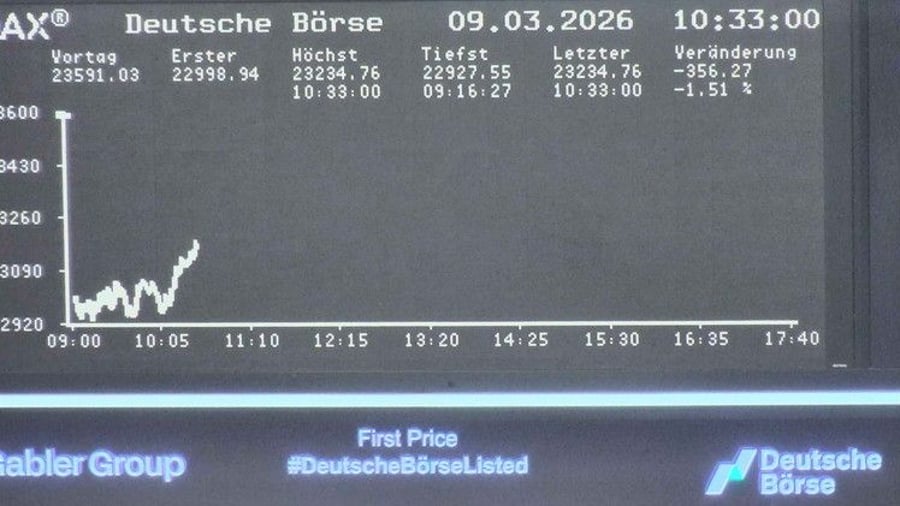 AX® Deutsche Börse 09.03.2026 10:33:00
Vortag Erster Höchst Tiefst Letzter Veränderung
23591.03 22998.94 23234.76 22927.55 23234.76 -356.27
10:33:00 09:16:27 10:33:00 -1.51 %
3600
3430
3260
3090
2920
09:00 10:05 11:10 12:15 13:20 14:25 15:30 16:35 17:40
Gabler Group
First Price
#DeutscheBörseListed
Deutsche
Börse